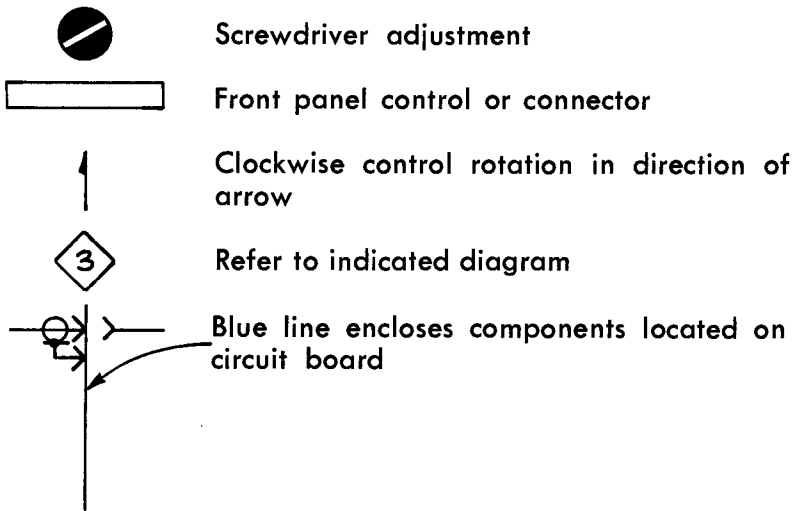 Screwdriver adjustment
Front panel control or connector
Clockwise control rotation in direction of
arrow
3
Refer to indicated diagram
Blue line encloses components located on
circuit board